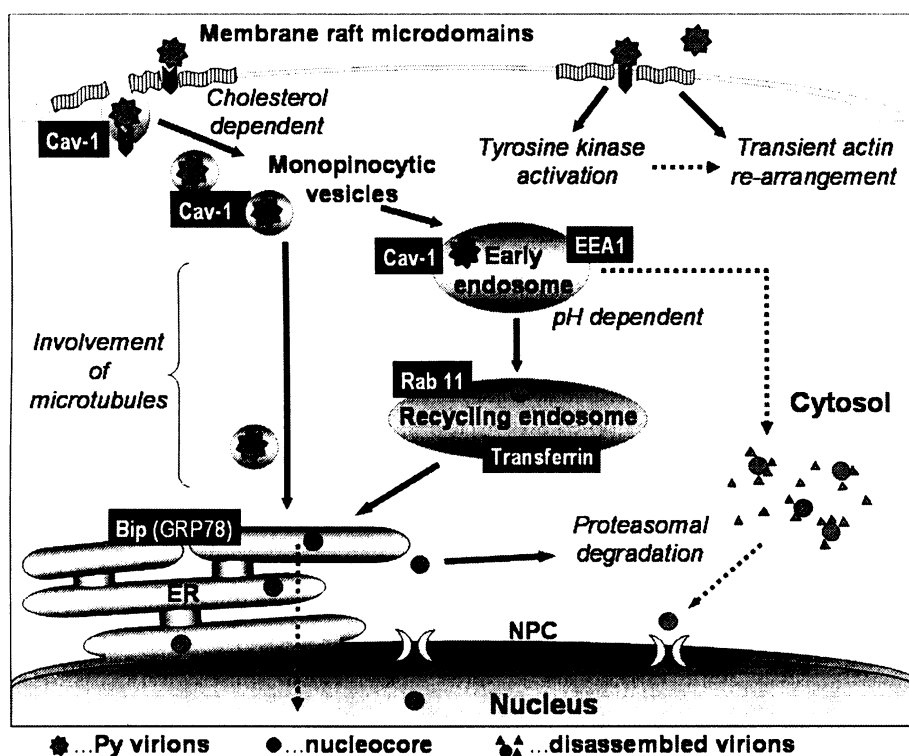 Membrane raft microdomains
Cholesterol
dependent
Cav-1
Monopinocytic
vesicles
Cav-1
Tyrosine kinase
activation
Transient actin
re-arrangement
Cav-1
EEA1
Early
endosome
pH dependent
Involvement
of
microtubules
Rab 11
Recycling endosome
Transferrin
Cytosol
Bip (GRP78)
Proteasomal
degradation
ER
NPC
Nucleus
...Py virions
...nucleocore
...disassembled virions